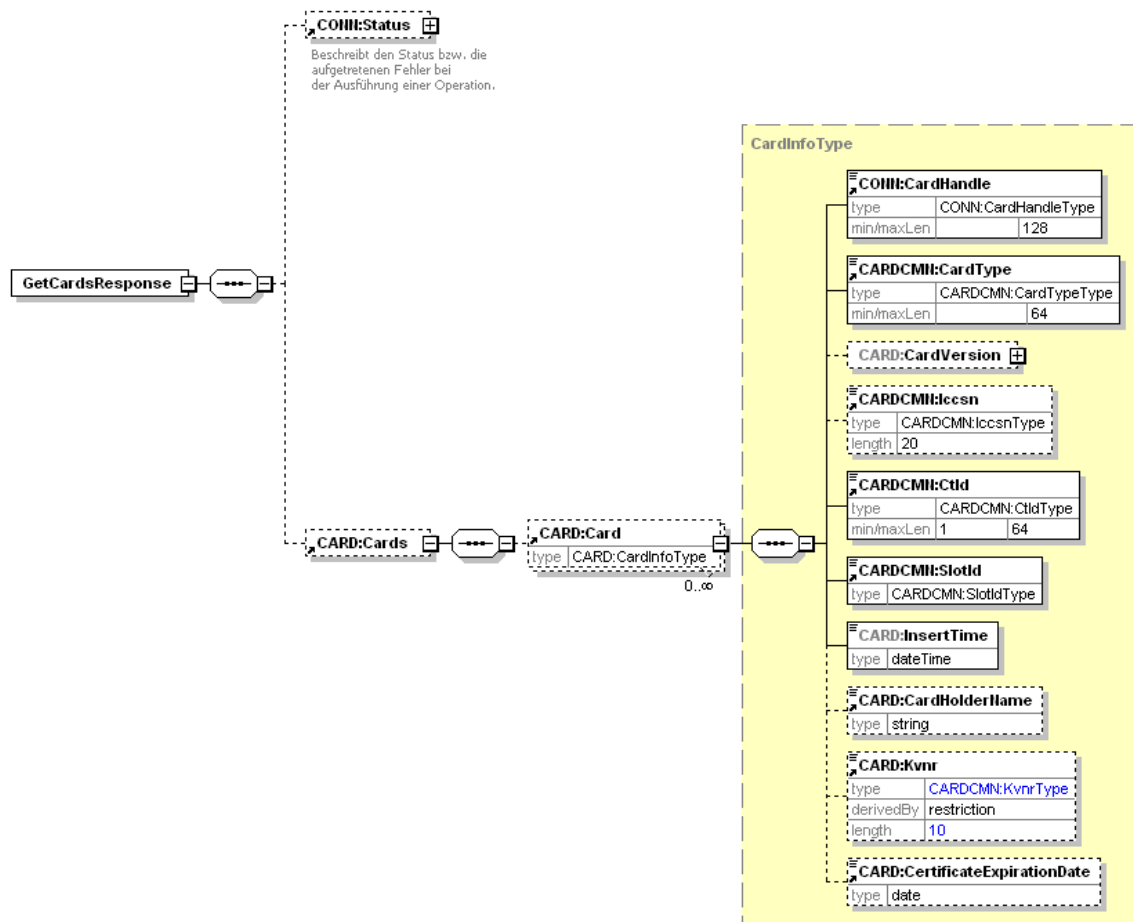 CONN:Status
Beschreibt den Status bzw. die
aufgetretenen Fehler bei
der Ausführung einer Operation.
GetCardsResponse
CARD:Cards
CARD:Card
type CARD:CardInfoType
0..∞
CardInfoType
CONN:CardHandle
type CONN:CardHandleType
min/maxLen 128
CARDCMN:CardType
type CARDCMN:CardTypeType
min/maxLen 64
CARD:CardVersion
CARDCMN:Iccsn
type CARDCMN:IccsnType
length 20
CARDCMN:CtId
type CARDCMN:CtIdType
min/maxLen 1 64
CARDCMN:SlotId
type CARDCMN:SlotIdType
CARD:InsertTime
type dateTime
CARD:CardHolderName
type string
CARD:Kvnr
type CARDCMN:KvnrType
derivedBy restriction
length 10
CARD:CertificateExpirationDate
type date